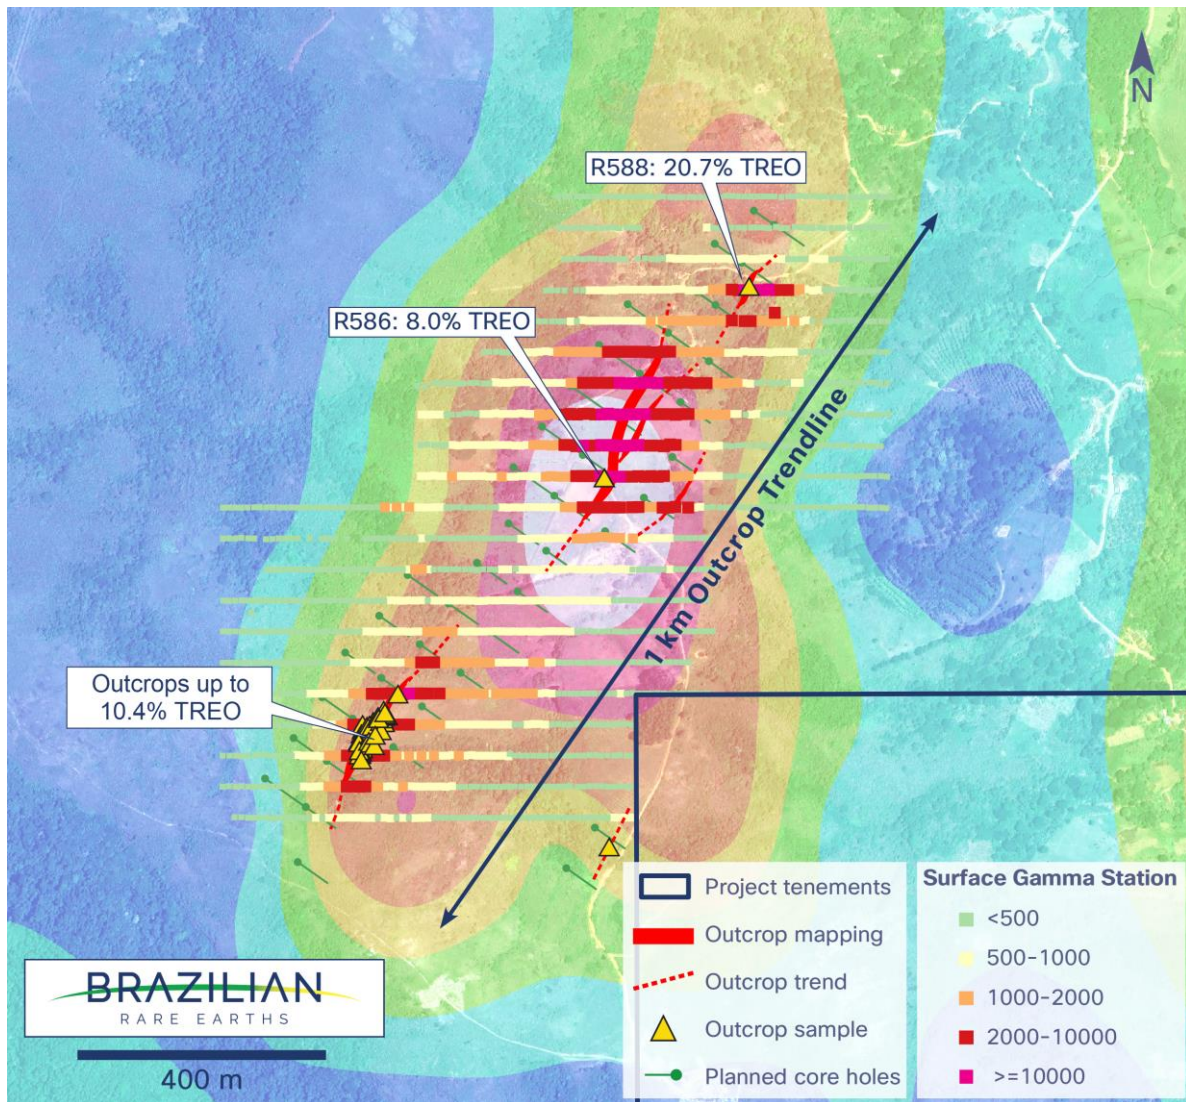 N
R588: 20.7% TREO
R586: 8.0% TREO
1 km Outcrop Trendline
Outcrops up to
10.4% TREO
Project tenements
Outcrop mapping
Outcrop trend
Outcrop sample
Planned core holes
Surface Gamma Station
<500
500-1000
1000-2000
2000-10000
>=10000
BRAZILIAN
RARE EARTHS
400 m